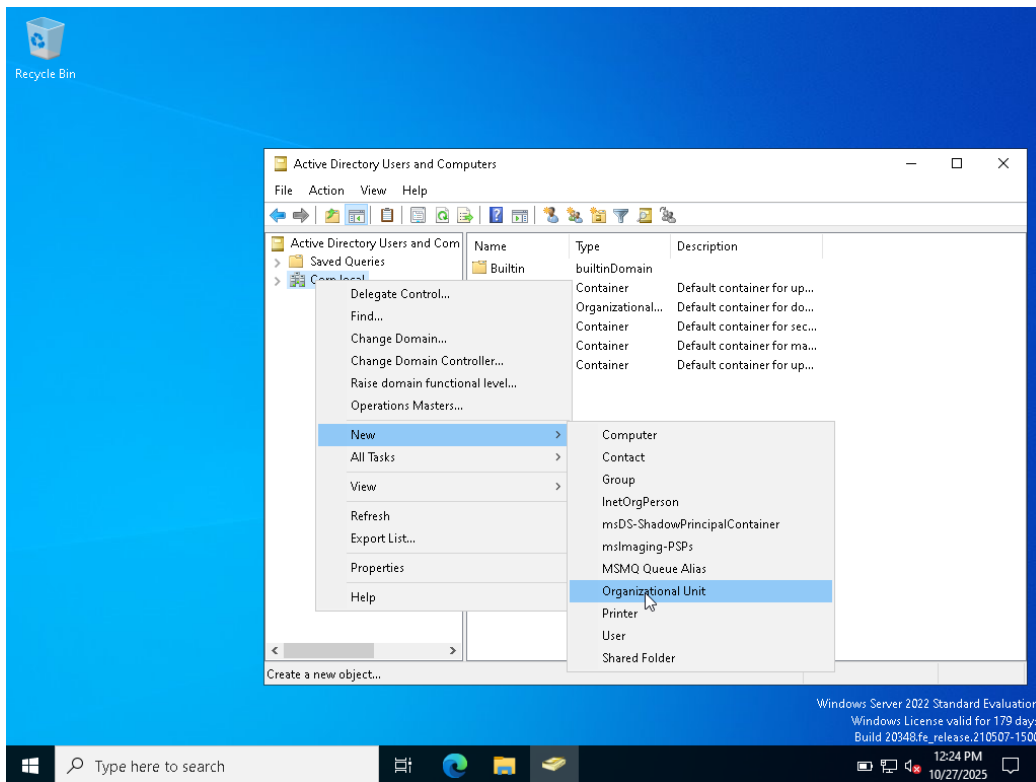 Recycle Bin
Active Directory Users and Computers
File Action View Help
Active Directory Users and Com
Saved Queries
Corp.local
Name Type Description
Builtin builtinDomain
Container Default container for up...
Organizational... Default container for do...
Container Default container for sec...
Container Default container for ma...
Container Default container for up...
Delegate Control...
Find...
Change Domain...
Change Domain Controller...
Raise domain functional level...
Operations Masters...
New
All Tasks
View
Refresh
Export List...
Properties
Help
Computer
Contact
Group
InetOrgPerson
msDS-ShadowPrincipalContainer
msImaging-PSPs
MSMQ Queue Alias
Organizational Unit
Printer
User
Shared Folder
Create a new object...
Windows Server 2022 Standard Evaluation
Windows License valid for 179 days
Build 20348.fe_release.210507-1500
Type here to search
12:24 PM
10/27/2025